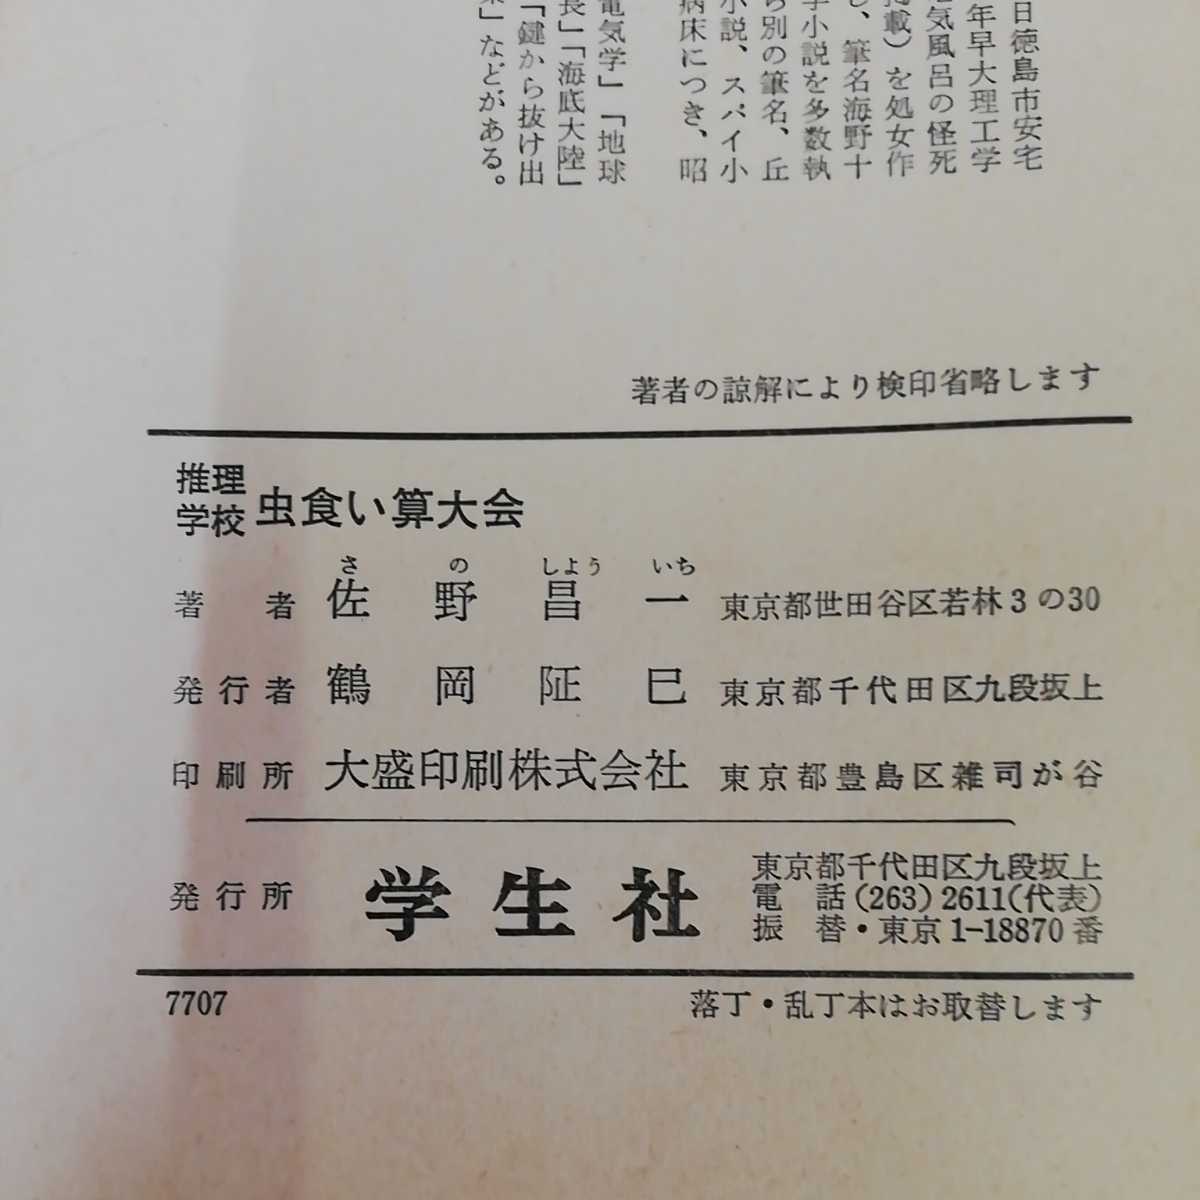 日徳島市安宅
年早大理工学
気風呂の怪死
載）を処女作
し、筆名海野十
小説を多数執
ら別の筆名、丘
小説、スパイ小
病床につき、昭
電気学」「地球
長」「海底大陸」
「鍵から抜け出
」などがある。
著者の諒解により検印省略します
推理学校 虫食い算大会
さ の しよう いち
著者 佐野昌一 東京都世田谷区若林3の30
発行者 鶴岡阷巳 東京都千代田区九段坂上
印刷所 大盛印刷株式会社 東京都豊島区雑司が谷
発行所 学生社
東京都千代田区九段坂上
電話(263)2611(代表)
振替・東京1-18870番
7707 落丁・乱丁本はお取替します